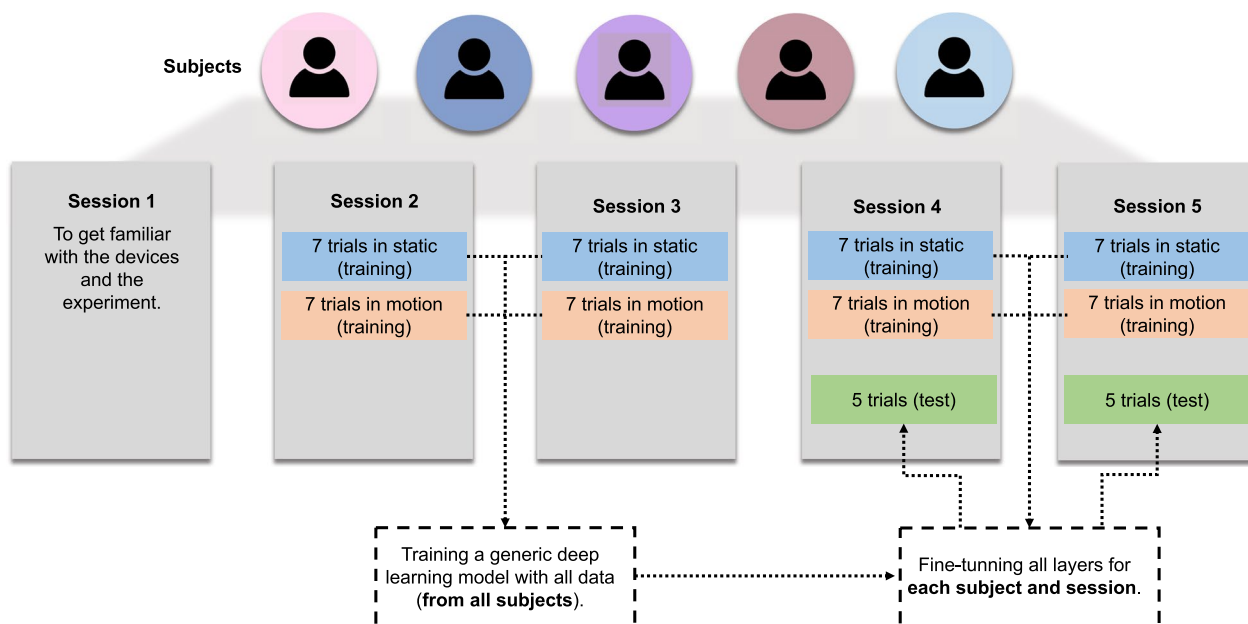 Subjects
Session 1
To get familiar
with the devices
and the
experiment.
Session 2
7 trials in static
(training)
7 trials in motion
(training)
Session 3
7 trials in static
(training)
7 trials in motion
(training)
Session 4
7 trials in static
(training)
7 trials in motion
(training)
5 trials (test)
Session 5
7 trials in static
(training)
7 trials in motion
(training)
5 trials (test)
Training a generic deep
learning model with all data
(from all subjects).
Fine-tunning all layers for
each subject and session.